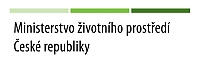 Ministerstvo životního prostředí
České republiky